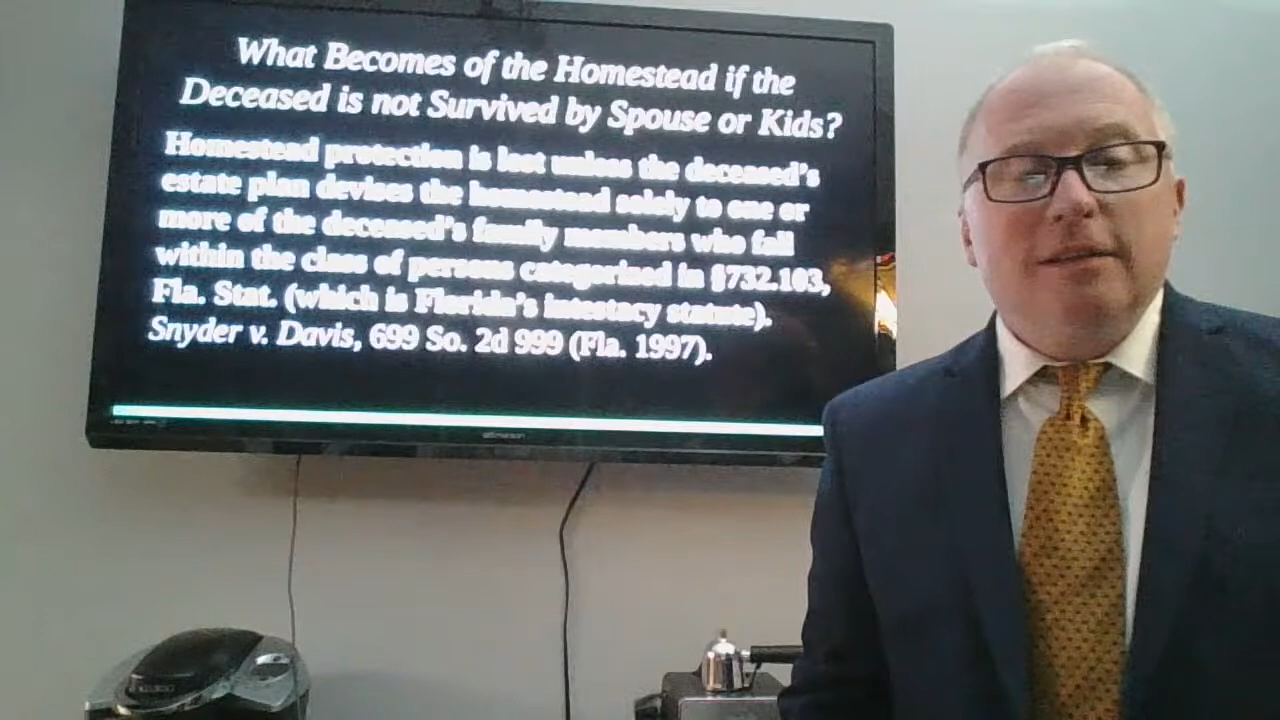 What Becomes of the Homestead if the
Deceased is not Survived by Spouse or Kids?
Homestead protection is lost unless the deceased's
estate plan devises the homestead solely to one or
more of the deceased's family members who fall
within the class of persons categorized in §732.103,
Fla. Stat. (which is Florida's intestacy statute).
Snyder v. Davis, 699 So. 2d 999 (Fla. 1997).